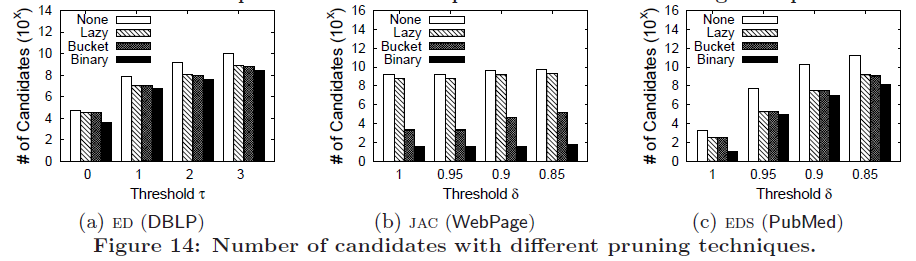 # of Candidates (10^x)
14
12
10
8
6
4
2
0
None
Lazy
Bucket
Binary
0 1 2 3
Threshold τ
(a) ED (DBLP)
# of Candidates (10^x)
16
14
12
10
8
6
4
2
0
None
Lazy
Bucket
Binary
1 0.95 0.9 0.85
Threshold δ
(b) JAC (WebPage)
# of Candidates (10^x)
16
14
12
10
8
6
4
2
0
None
Lazy
Bucket
Binary
1 0.95 0.9 0.85
Threshold δ
(c) EDS (PubMed)
Figure 14: Number of candidates with different pruning techniques.